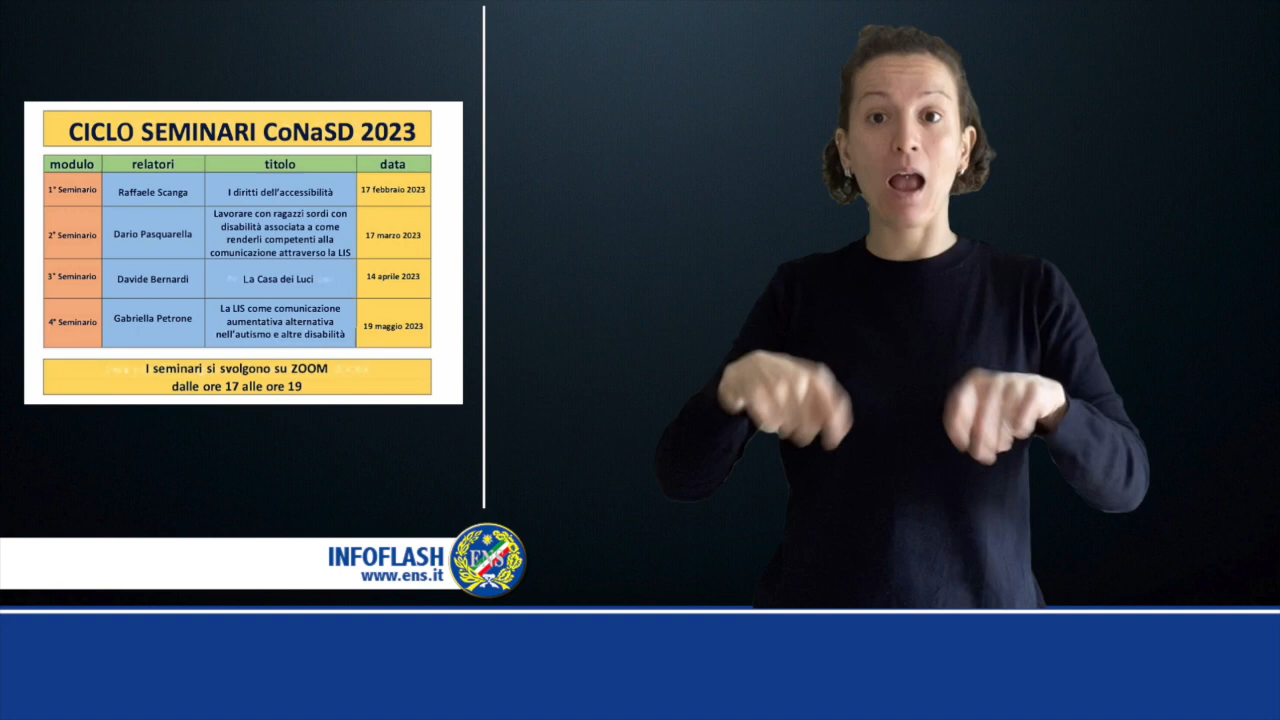 CICLO SEMINARI CoNaSD 2023
modulo relatori titolo data
1° Seminario Raffaele Scanga I diritti dell'accessibilità 17 febbraio 2023
2° Seminario Dario Pasquarella Lavorare con ragazzi sordi con
disabilità associata a come
renderli competenti alla
comunicazione attraverso la LIS 17 marzo 2023
3° Seminario Davide Bernardi La Casa dei Luci 14 aprile 2023
4° Seminario Gabriella Petrone La LIS come comunicazione
aumentativa alternativa
nell'autismo e altre disabilità 19 maggio 2023
I seminari si svolgono su ZOOM
dalle ore 17 alle ore 19
INFOFLASH
www.ens.it
ENS